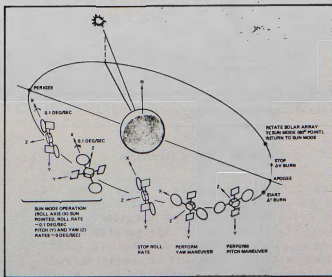 PERIGEE
N
X
0.1 DEG/SEC
Z
Y
X
0.1 DEG/SEC
Z
Y
ROTATE SOLAR ARRAY
TO SUN MODE (90° POINT),
RETURN TO SUN MODE
STOP
ΔV BURN
APOGEE
START
ΔV BURN
SUN MODE OPERATION
(ROLL AXIS (X) SUN
POINTED, ROLL RATE
~0.1 DEG/SEC
PITCH (Y) AND YAW (Z)
RATES ~0 DEG/SEC)
X
Z
Y
STOP ROLL
RATE
X
Z
Y
PERFORM
YAW MANEUVER
X
Y
Z
PERFORM
PITCH MANEUVER